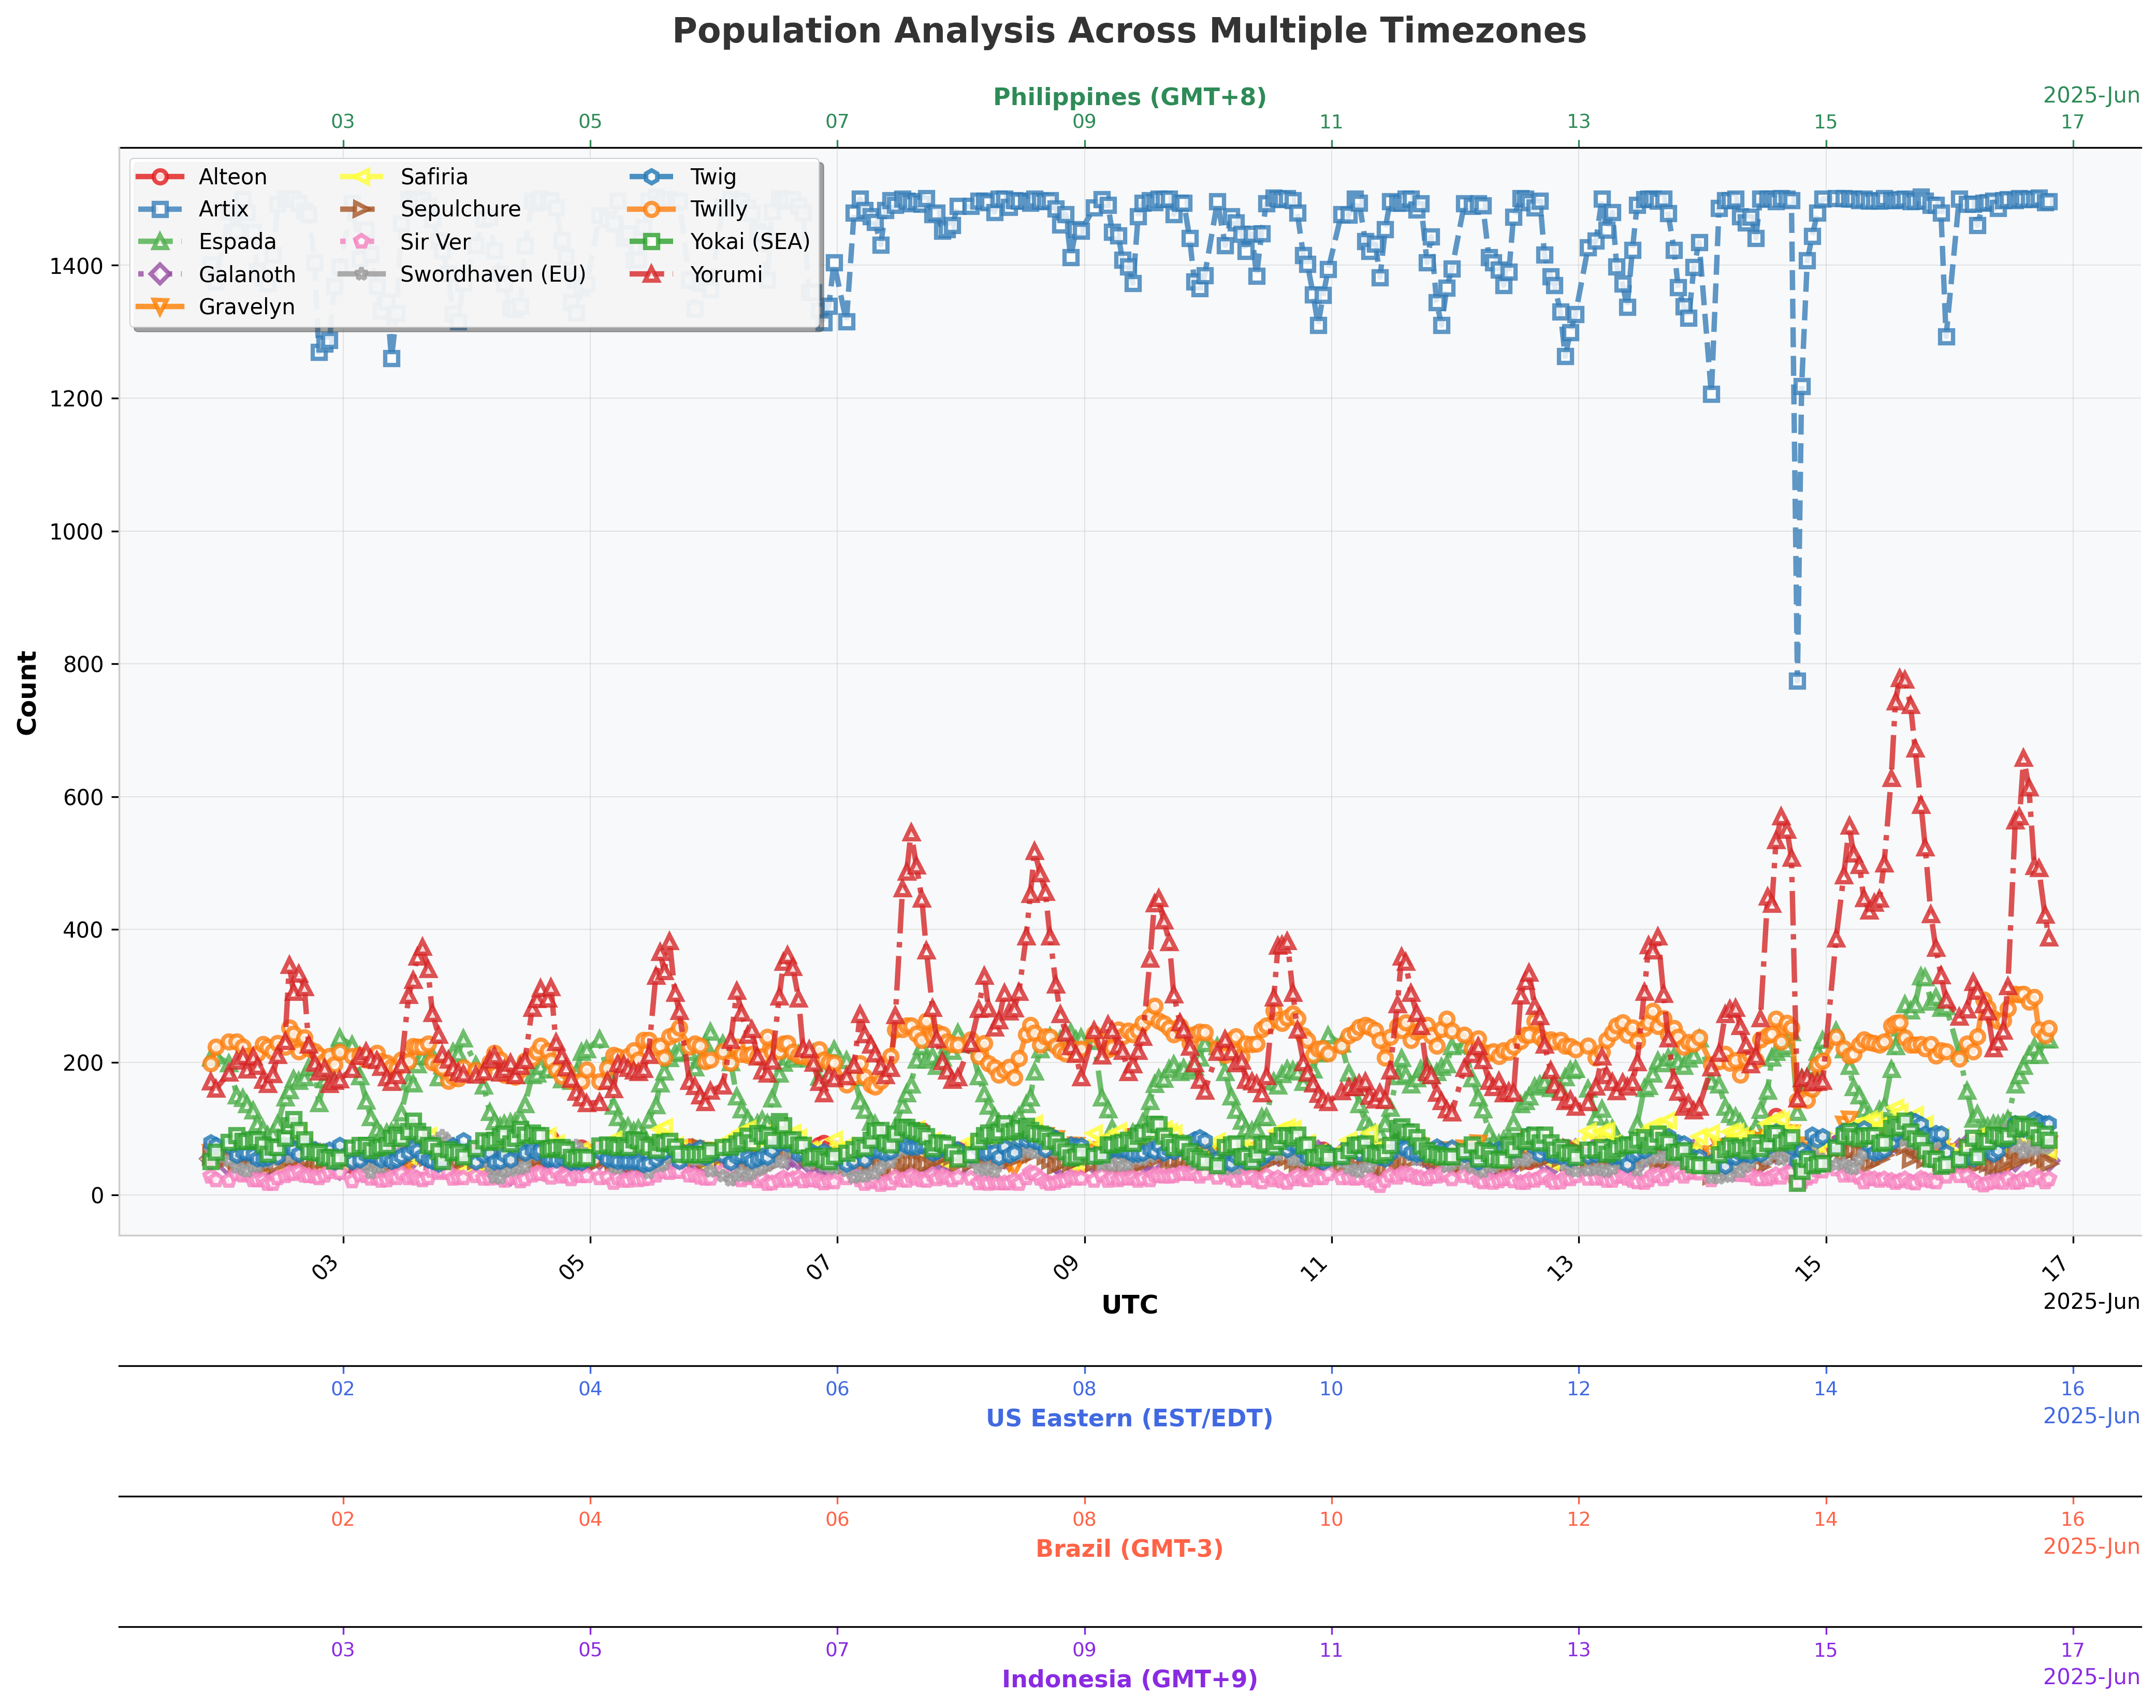 Population Analysis Across Multiple Timezones
Philippines (GMT+8)
2025-Jun
03 05 07 09 11 13 15 17
Alteon Safiria Twig
Artix Sepulchure Twilly
Espada Sir Ver Yokai (SEA)
Galanoth Swordhaven (EU) Yorumi
Gravelyn
1400
1200
1000
800
600
400
200
0
Count
03 05 07 09 11 13 15 17
UTC
2025-Jun
02 04 06 08 10 12 14 16
US Eastern (EST/EDT)
2025-Jun
02 04 06 08 10 12 14 16
Brazil (GMT-3)
2025-Jun
03 05 07 09 11 13 15 17
Indonesia (GMT+9)
2025-Jun